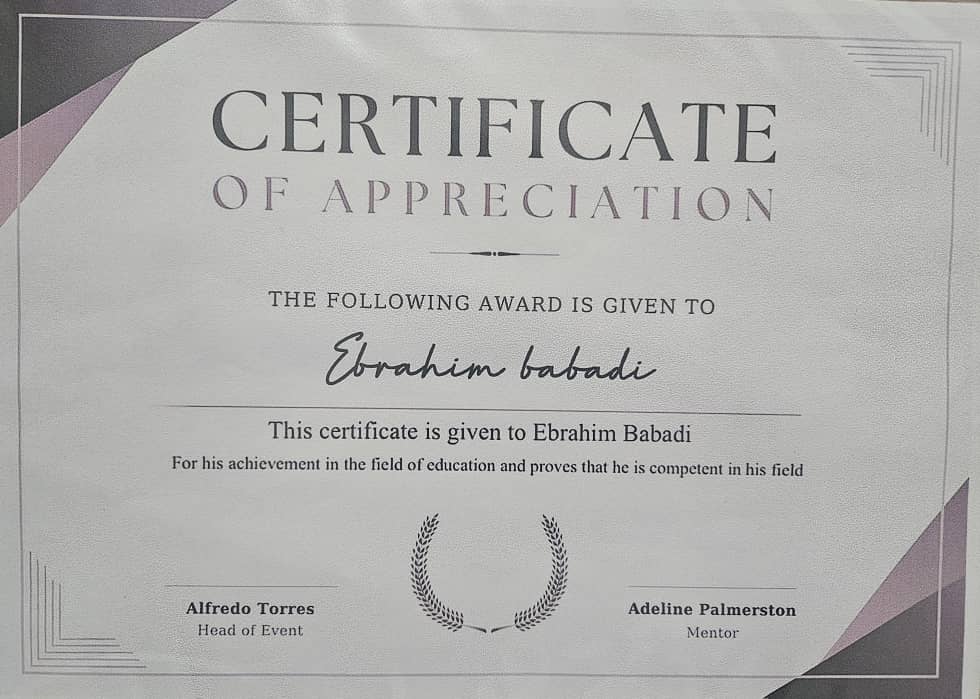 CERTIFICATE
OF APPRECIATION
THE FOLLOWING AWARD IS GIVEN TO
Ebrahim babadi
This certificate is given to Ebrahim Babadi
For his achievement in the field of education and proves that he is competent in his field
Alfredo Torres
Head of Event
Adeline Palmerston
Mentor